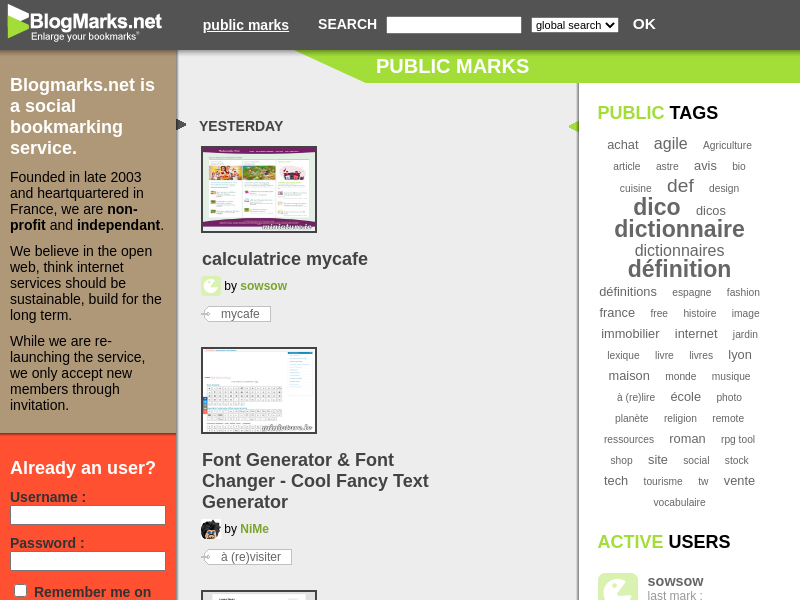 BlogMarks.net
Enlarge your bookmarks
public marks
SEARCH
global search
OK
PUBLIC MARKS
Blogmarks.net is
a social
bookmarking
service.
Founded in late 2003
and heartquartered in
France, we are non-
profit and independant.
We believe in the open
web, think internet
services should be
sustainable, build for the
long term.
While we are re-
launching the service,
we only accept new
members through
invitation.
Already an user?
Username :
Password :
Remember me on
YESTERDAY
calculatrice mycafe
by sowsow
mycafe
Font Generator & Font
Changer - Cool Fancy Text
Generator
by NiMe
à (re)visiter
PUBLIC TAGS
achat agile Agriculture
article astre avis bio
cuisine def design
dico dicos
dictionnaire
dictionnaires
définition
définitions espagne fashion
france free histoire image
immobilier internet jardin
lexique livre livres lyon
maison monde musique
à (re)lire école photo
planète religion remote
ressources roman rpg tool
shop site social stock
tech tourisme tw vente
vocabulaire
ACTIVE USERS
sowsow
last mark :